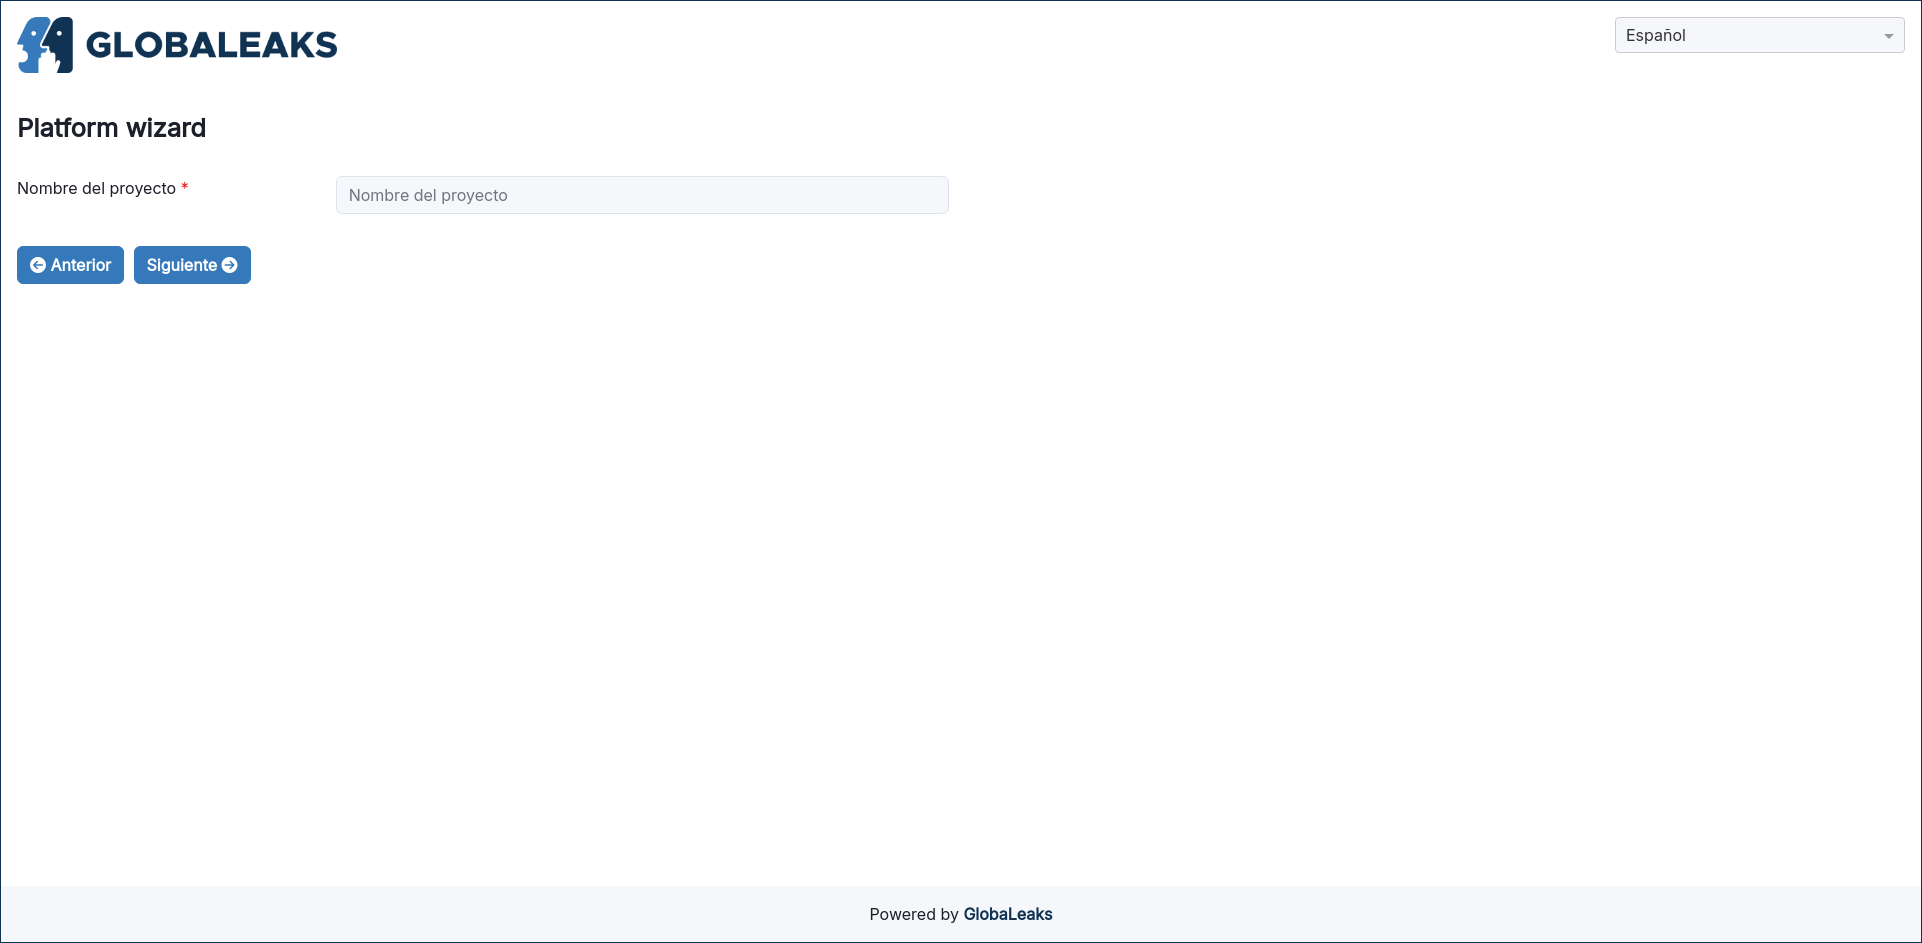 GLOBALEAKS
Español
Platform wizard
Nombre del proyecto *
Nombre del proyecto
Anterior
Siguiente
Powered by GlobaLeaks